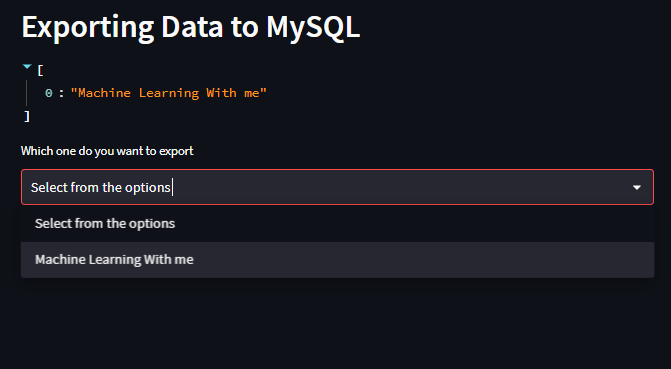 Exporting Data to MySQL
[
0 : "Machine Learning With me"
]
Which one do you want to export
Select from the options
Select from the options
Machine Learning With me